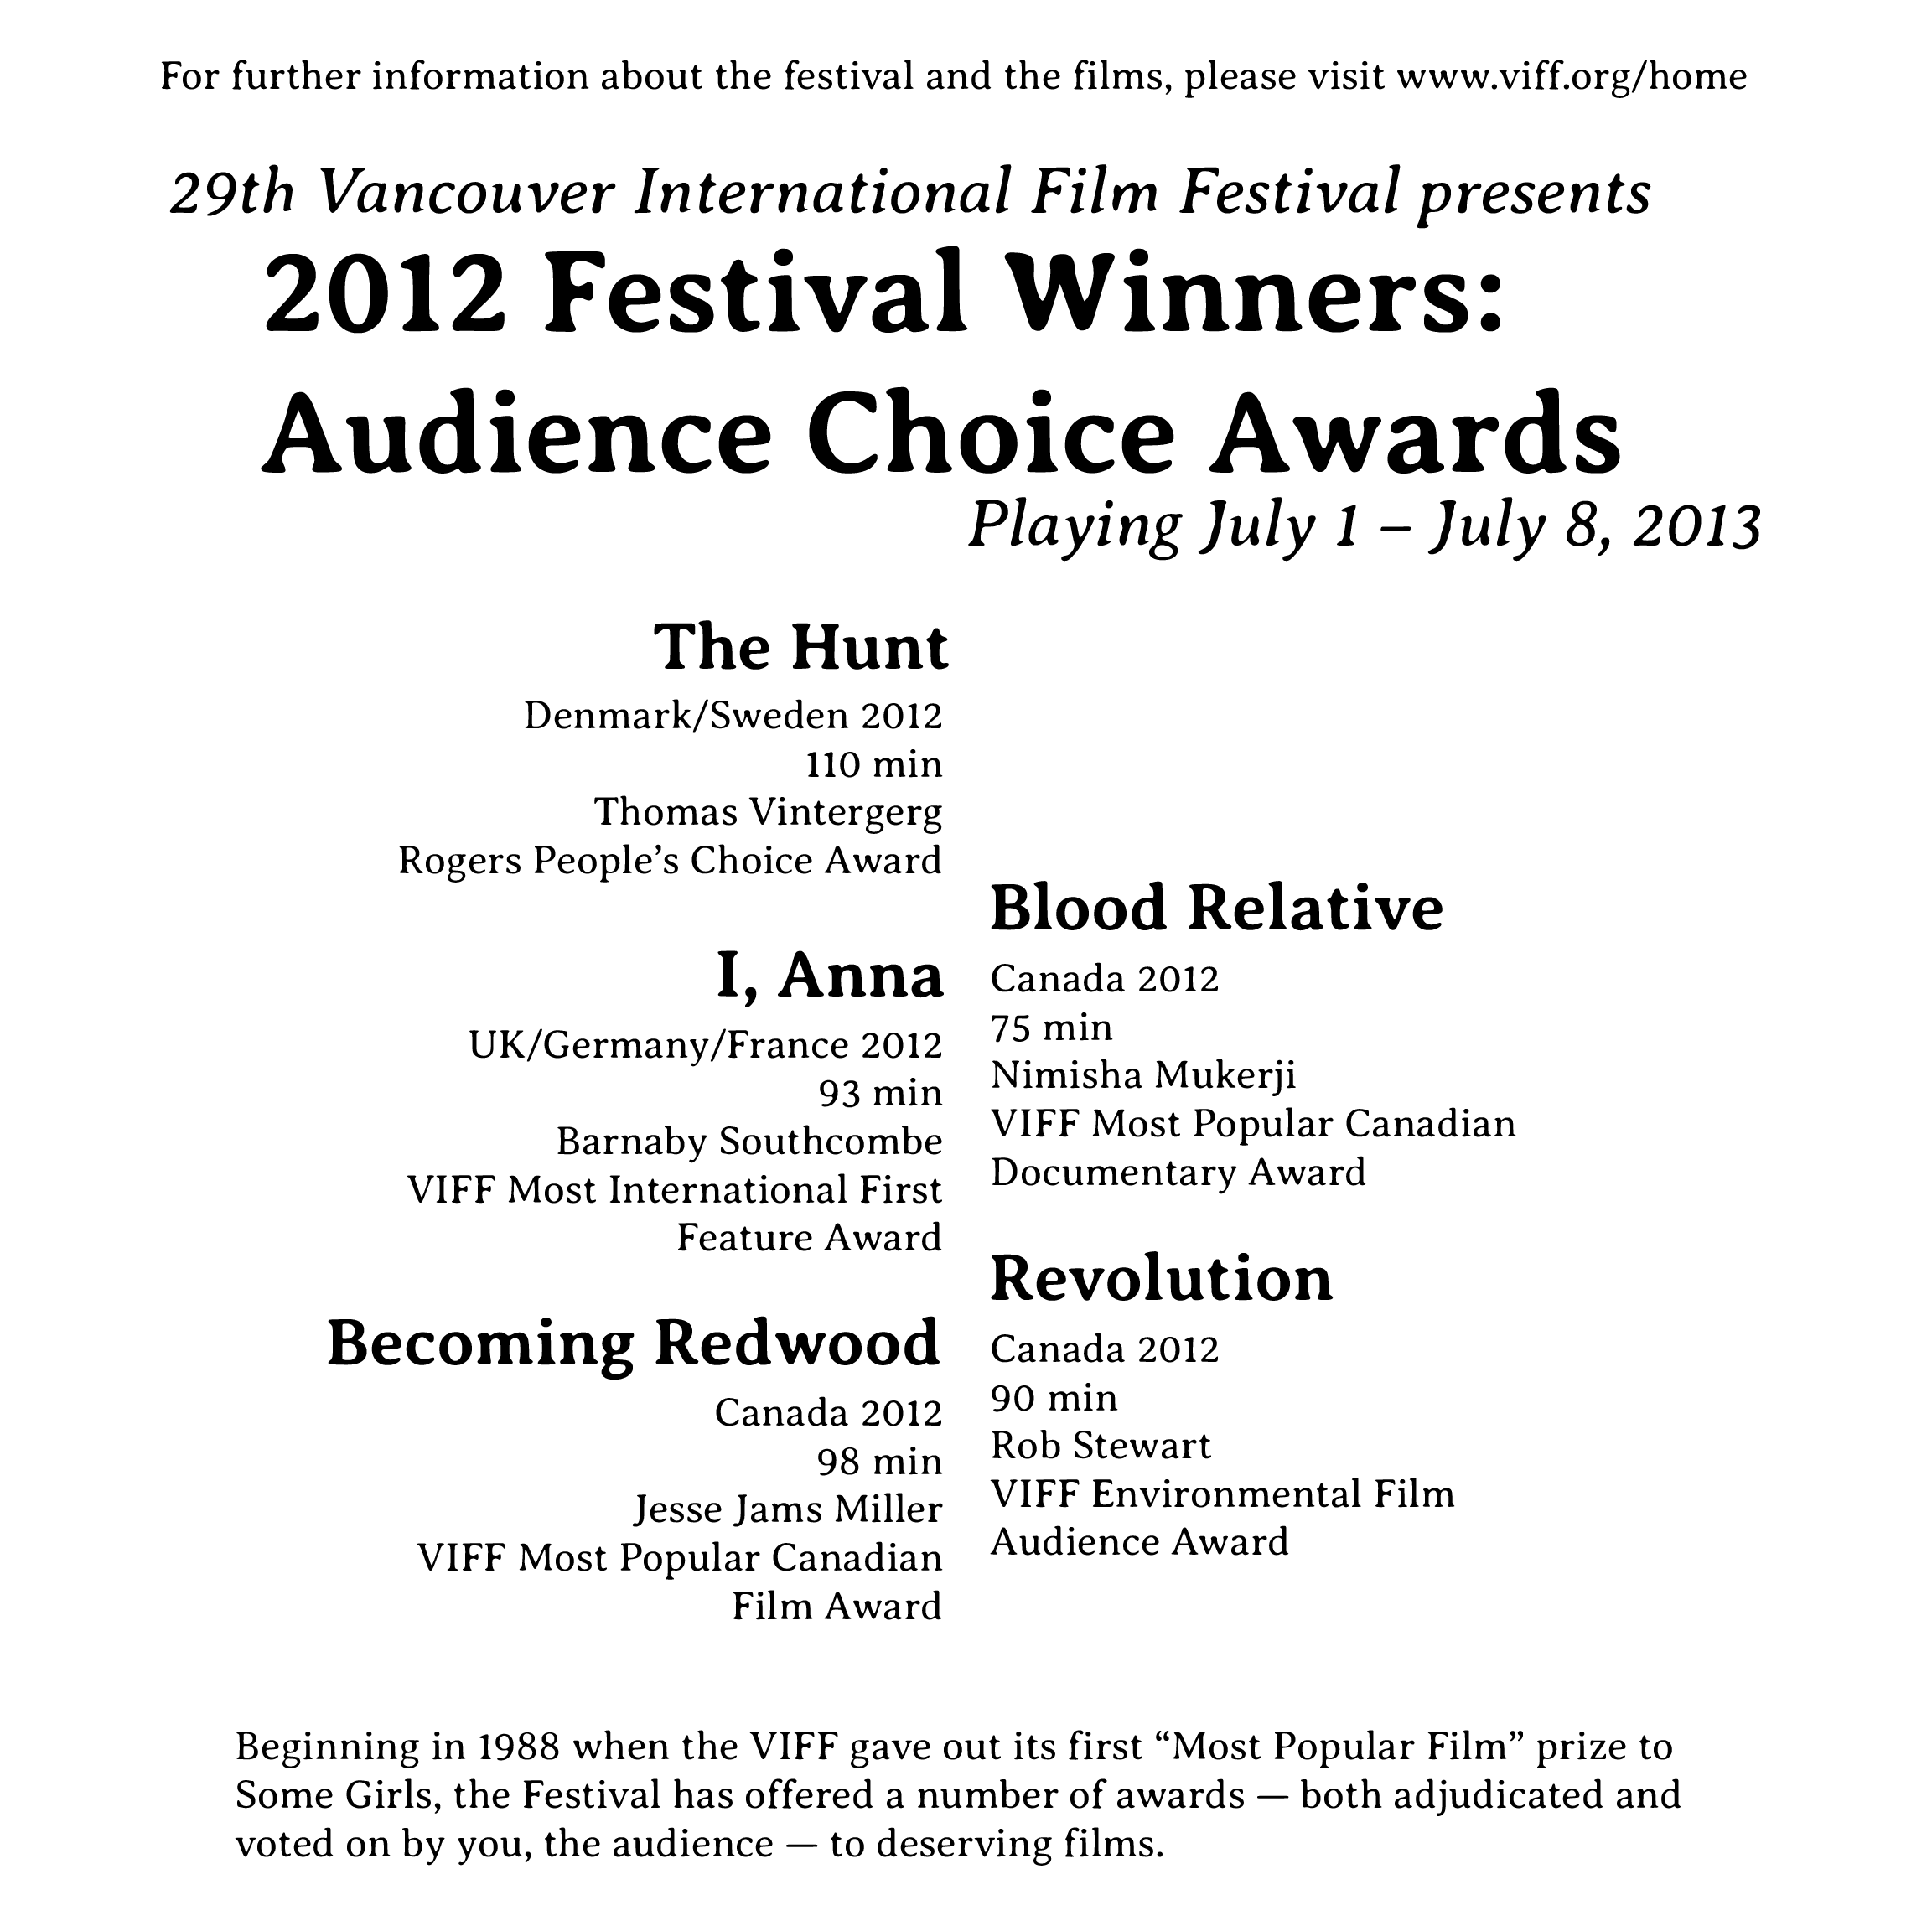 For further information about the festival and the films, please visit www.viff.org/home
29th Vancouver International Film Festival presents
2012 Festival Winners:
Audience Choice Awards
Playing July 1 – July 8, 2013
The Hunt
Denmark/Sweden 2012
110 min
Thomas Vintergerg
Rogers People’s Choice Award
I, Anna
UK/Germany/France 2012
93 min
Barnaby Southcombe
VIFF Most International First
Feature Award
Becoming Redwood
Canada 2012
98 min
Jesse Jams Miller
VIFF Most Popular Canadian
Film Award
Blood Relative
Canada 2012
75 min
Nimisha Mukerji
VIFF Most Popular Canadian
Documentary Award
Revolution
Canada 2012
90 min
Rob Stewart
VIFF Environmental Film
Audience Award
Beginning in 1988 when the VIFF gave out its first “Most Popular Film” prize to
Some Girls, the Festival has offered a number of awards — both adjudicated and
voted on by you, the audience — to deserving films.